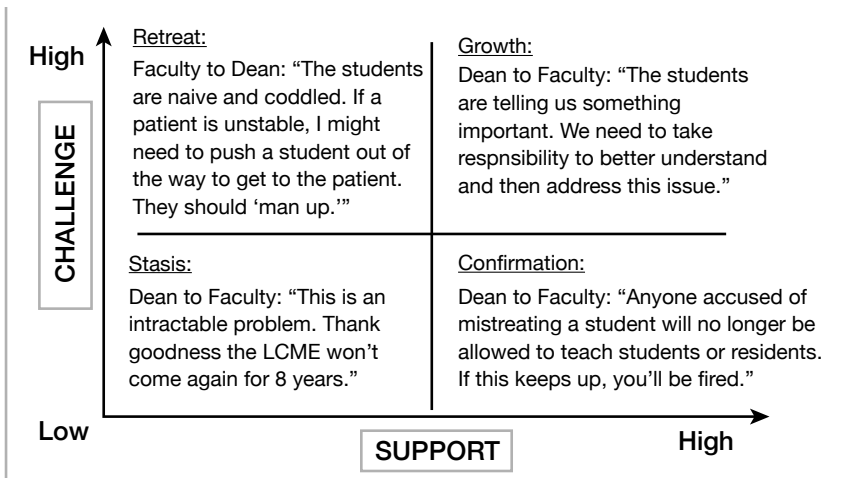 High
CHALLENGE
Low
Retreat:
Faculty to Dean: “The students
are naive and coddled. If a
patient is unstable, I might
need to push a student out of
the way to get to the patient.
They should ‘man up.’”
Growth:
Dean to Faculty: “The students
are telling us something
important. We need to take
respnsibility to better understand
and then address this issue.”
Stasis:
Dean to Faculty: “This is an
intractable problem. Thank
goodness the LCME won’t
come again for 8 years.”
Confirmation:
Dean to Faculty: “Anyone accused of
mistreating a student will no longer be
allowed to teach students or residents.
If this keeps up, you’ll be fired.”
SUPPORT
High